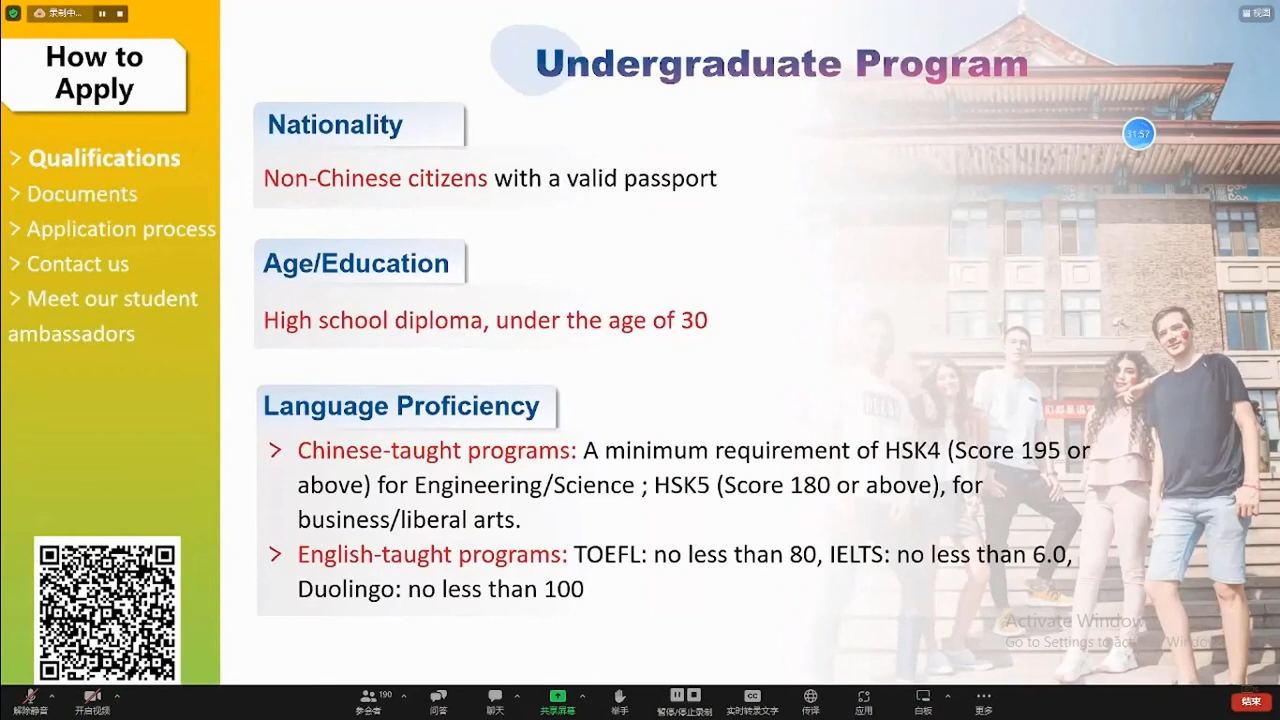 录制中...
视图
How to
Apply
> Qualifications
> Documents
> Application process
> Contact us
> Meet our student
ambassadors
Undergraduate Program
31:57
Nationality
Non-Chinese citizens with a valid passport
Age/Education
High school diploma, under the age of 30
Language Proficiency
> Chinese-taught programs: A minimum requirement of HSK4 (Score 195 or
above) for Engineering/Science ; HSK5 (Score 180 or above), for
business/liberal arts.
> English-taught programs: TOEFL: no less than 80, IELTS: no less than 6.0,
Duolingo: no less than 100
Activate Windows
Go to Settings to activate Windows
解除静音
开启视频
190
参会者
问答
聊天
共享屏幕
举手
暂停/停止录制
CC
实时转录文字
传译
应用
白板
更多
结束